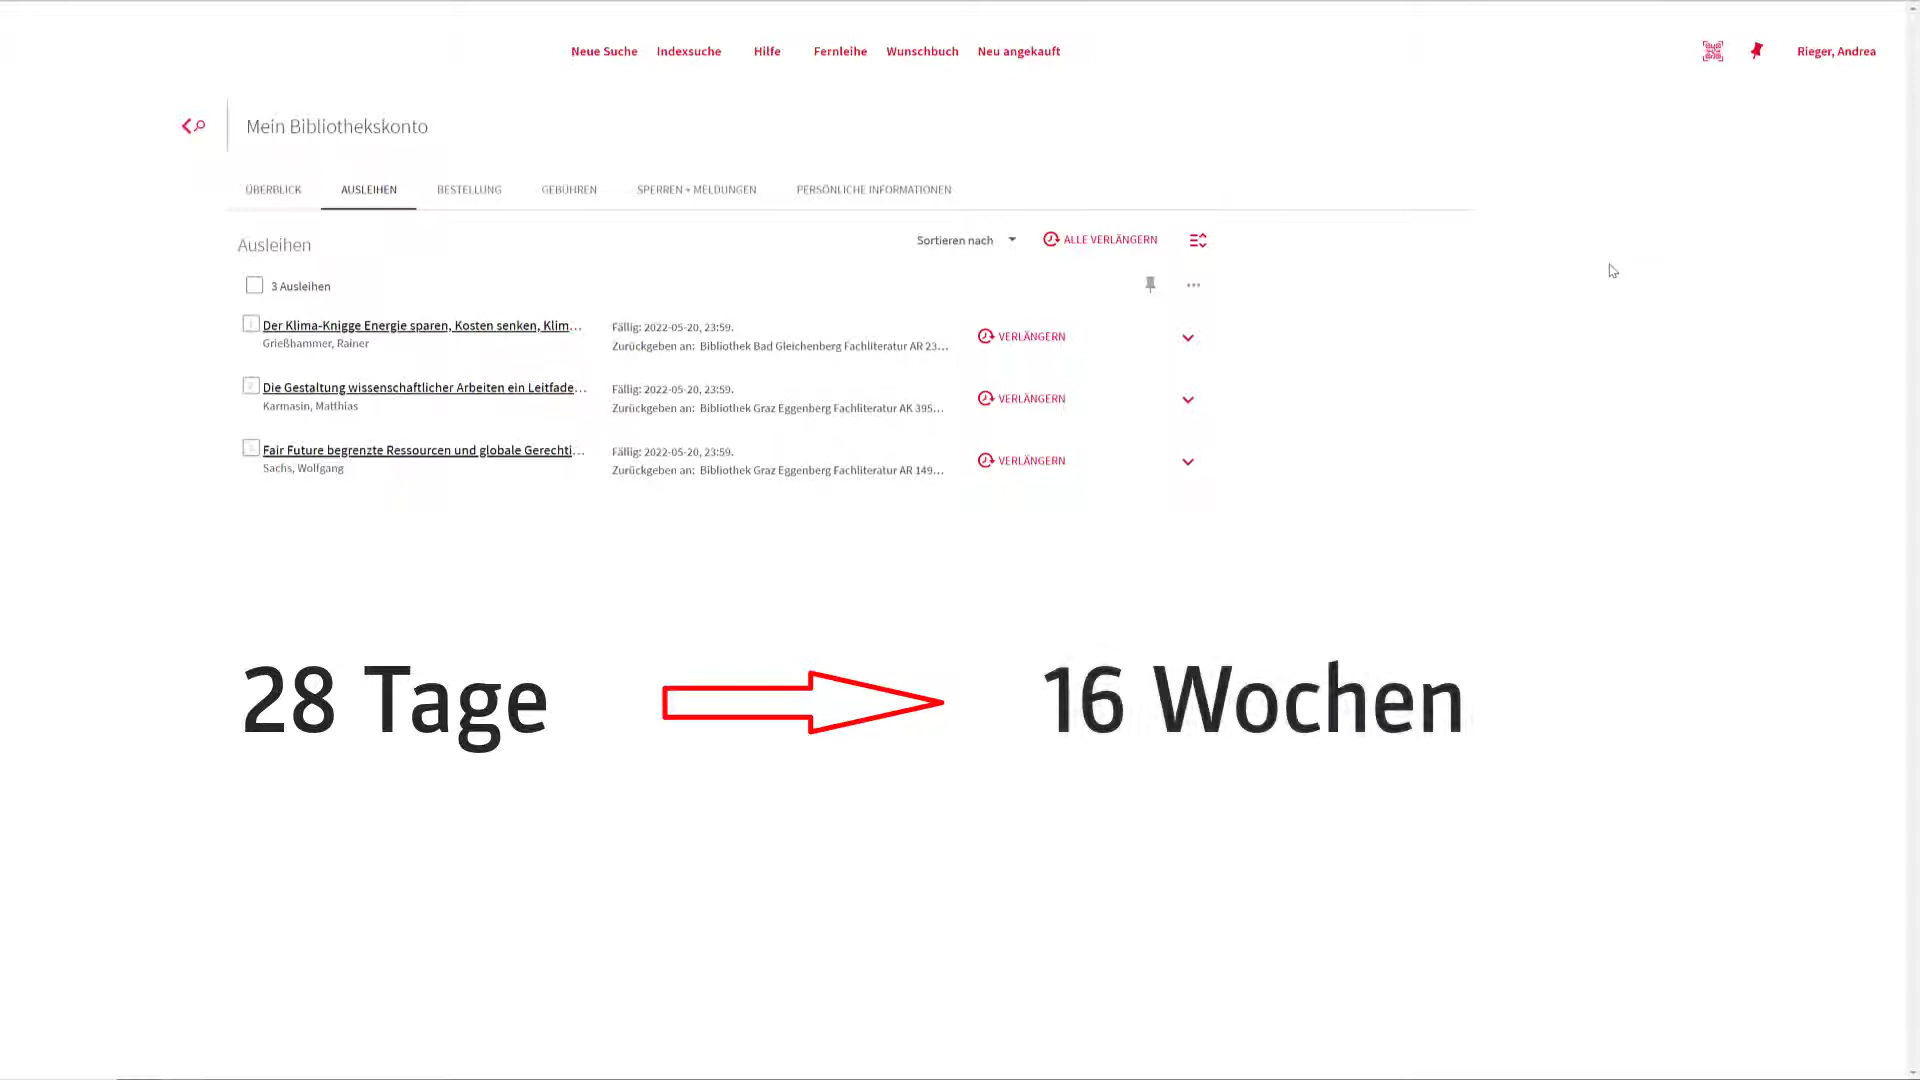 Neue Suche Indexsuche Hilfe Fernleihe Wunschbuch Neu angekauft Rieger, Andrea
Mein Bibliothekskonto
ÜBERBLICK AUSLEIHEN BESTELLUNG GEBÜHREN SPERREN + MELDUNGEN PERSÖNLICHE INFORMATIONEN
Ausleihen Sortieren nach ALLE VERLÄNGERN
3 Ausleihen
1 Der Klima-Knigge Energie sparen, Kosten senken, Klim... Fällig: 2022-05-20, 23:59. VERLÄNGERN
Grießhammer, Rainer Zurückgeben an: Bibliothek Bad Gleichenberg Fachliteratur AR 23...
2 Die Gestaltung wissenschaftlicher Arbeiten ein Leitfade... Fällig: 2022-05-20, 23:59. VERLÄNGERN
Karmasin, Matthias Zurückgeben an: Bibliothek Graz Eggenberg Fachliteratur AK 395...
Fair Future begrenzte Ressourcen und globale Gerechti... Fällig: 2022-05-20, 23:59. VERLÄNGERN
Sachs, Wolfgang Zurückgeben an: Bibliothek Graz Eggenberg Fachliteratur AR 149...
28 Tage 16 Wochen